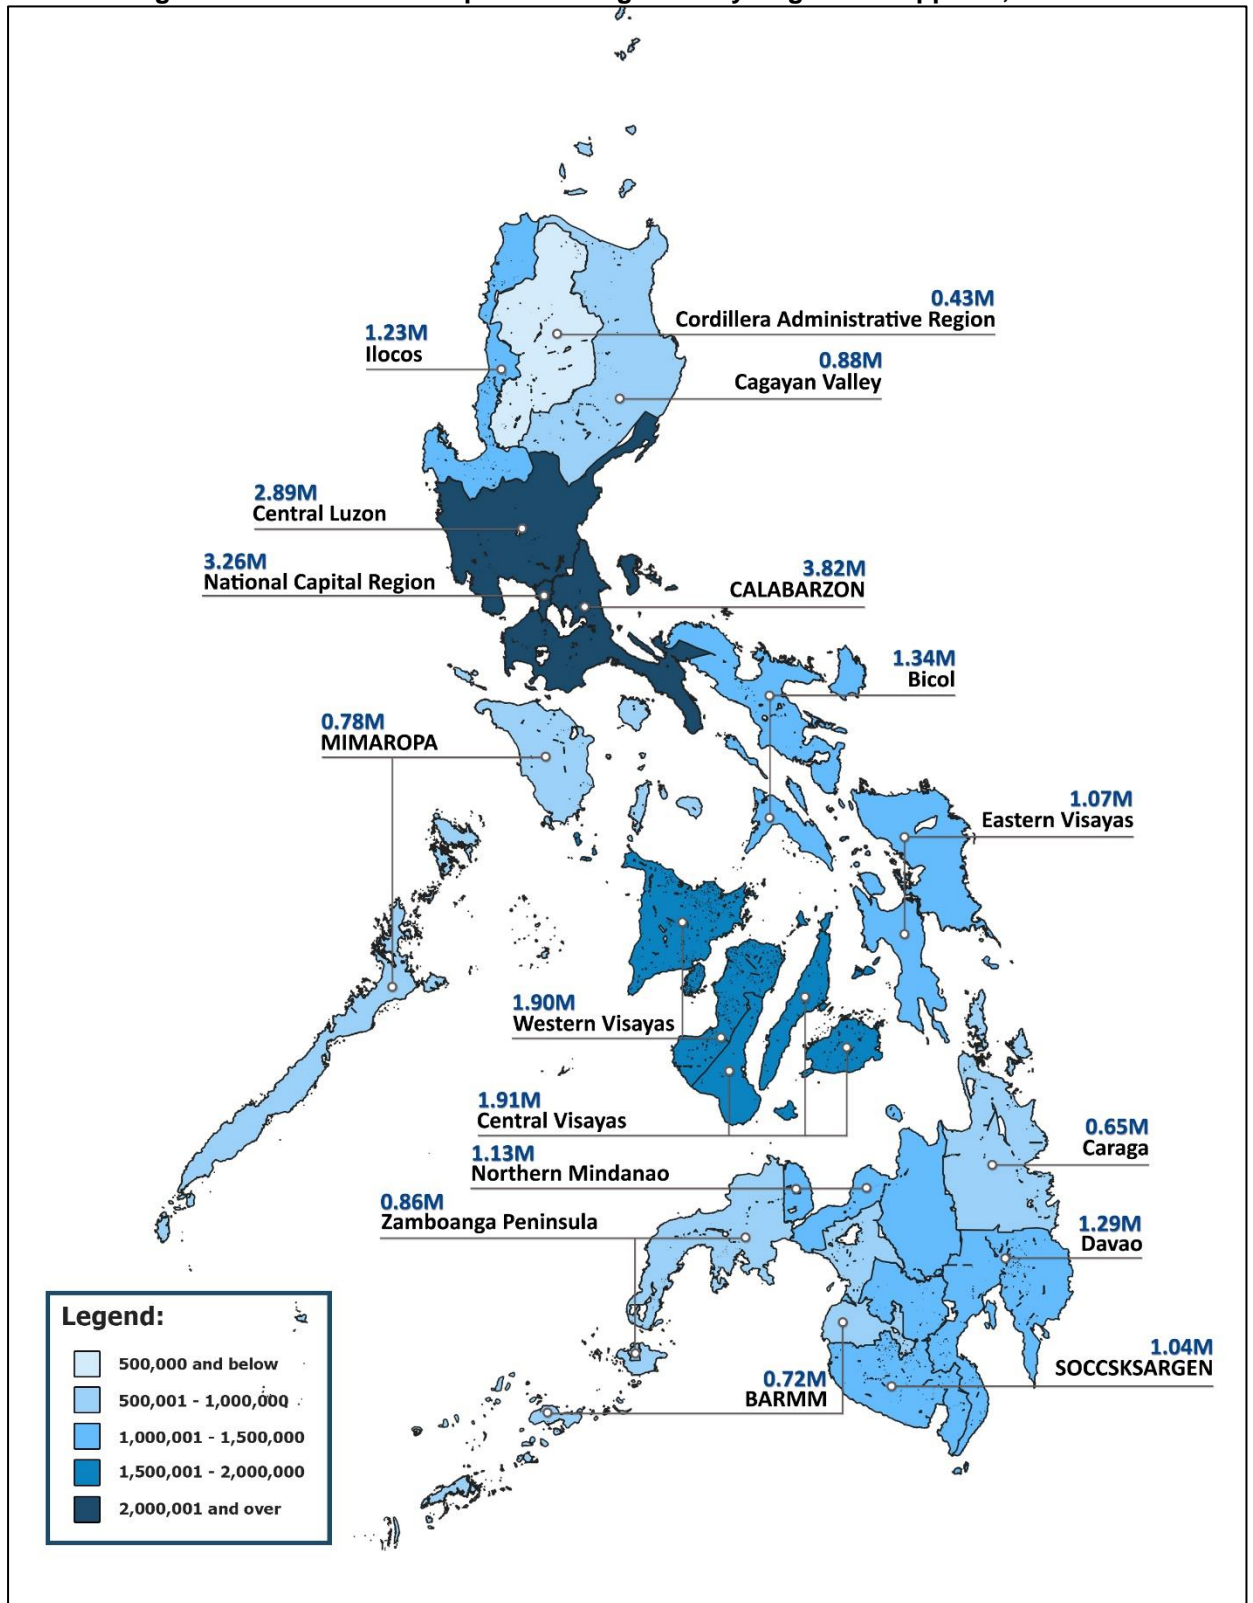 0.43M
Cordillera Administrative Region
1.23M
Ilocos
0.88M
Cagayan Valley
2.89M
Central Luzon
3.26M
National Capital Region
3.82M
CALABARZON
1.34M
Bicol
0.78M
MIMAROPA
1.07M
Eastern Visayas
1.90M
Western Visayas
1.91M
Central Visayas
0.65M
Caraga
1.13M
Northern Mindanao
0.86M
Zamboanga Peninsula
1.29M
Davao
1.04M
SOCCSKSARGEN
0.72M
BARMM
Legend:
500,000 and below
500,001 - 1,000,000
1,000,001 - 1,500,000
1,500,001 - 2,000,000
2,000,001 and over